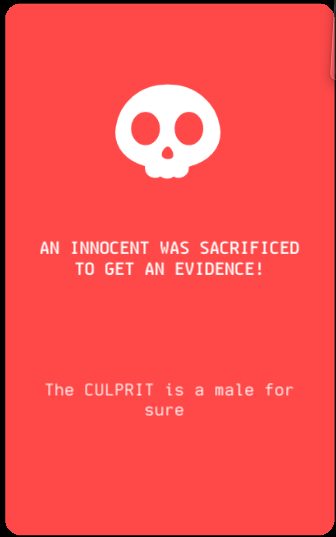 AN INNOCENT WAS SACRIFICED
TO GET AN EVIDENCE!
The CULPRIT is a male for
sure